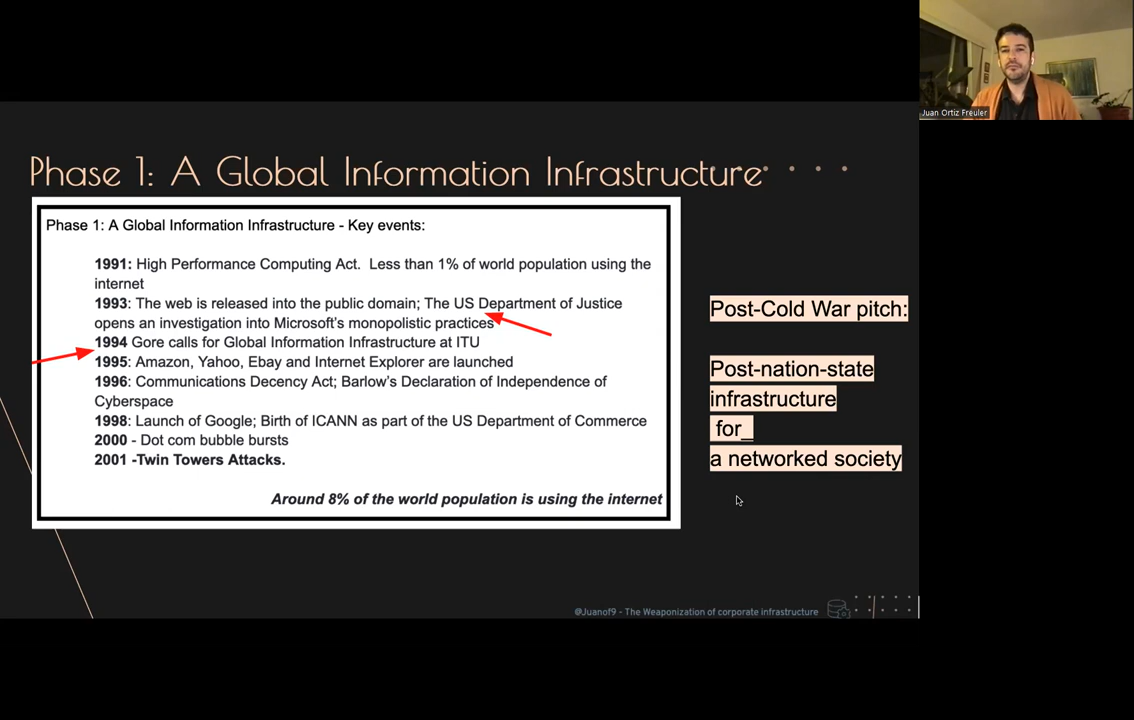 Juan Ortiz Freuler
Phase 1: A Global Information Infrastructure
Phase 1: A Global Information Infrastructure - Key events:
1991: High Performance Computing Act. Less than 1% of world population using the
internet
1993: The web is released into the public domain; The US Department of Justice
opens an investigation into Microsoft's monopolistic practices
1994 Gore calls for Global Information Infrastructure at ITU
1995: Amazon, Yahoo, Ebay and Internet Explorer are launched
1996: Communications Decency Act; Barlow's Declaration of Independence of
Cyberspace
1998: Launch of Google; Birth of ICANN as part of the US Department of Commerce
2000 - Dot com bubble bursts
2001 -Twin Towers Attacks.
Around 8% of the world population is using the internet
Post-Cold War pitch:
Post-nation-state
infrastructure
for_
a networked society
@Juanof9 - The Weaponization of corporate infrastructure